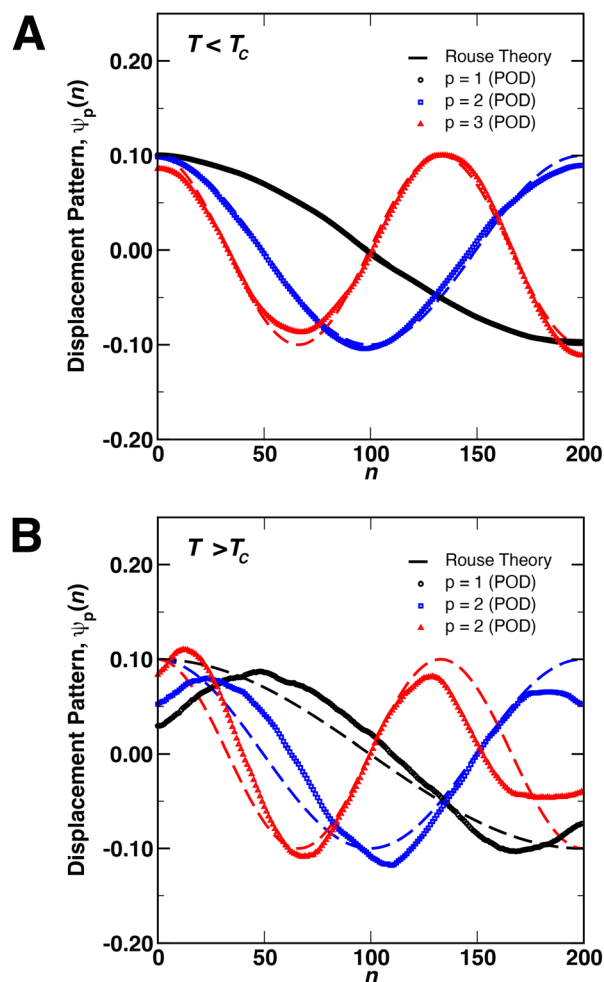 A
T < Tc
Rouse Theory
p = 1 (POD)
p = 2 (POD)
p = 3 (POD)
Displacement Pattern, ψp(n)
0.20
0.10
0.00
-0.10
-0.20
0
50
100
150
200
n
B
T >Tc
Rouse Theory
p = 1 (POD)
p = 2 (POD)
p = 2 (POD)
Displacement Pattern, ψp(n)
0.20
0.10
0.00
-0.10
-0.20
0
50
100
150
200
n